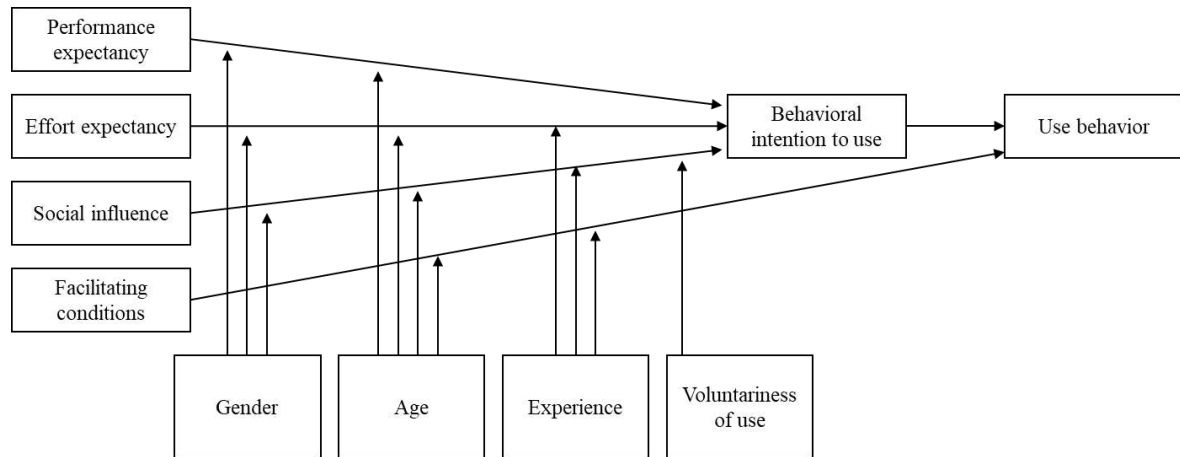 Performance
expectancy
Effort expectancy
Social influence
Facilitating
conditions
Behavioral
intention to use
Use behavior
Gender
Age
Experience
Voluntariness
of use